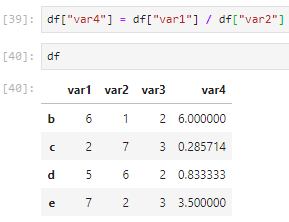 [39]: df["var4"] = df["var1"] / df["var2"]
[40]: df
[40]:
var1 var2 var3 var4
b 6 1 2 6.000000
c 2 7 3 0.285714
d 5 6 2 0.833333
e 7 2 3 3.500000